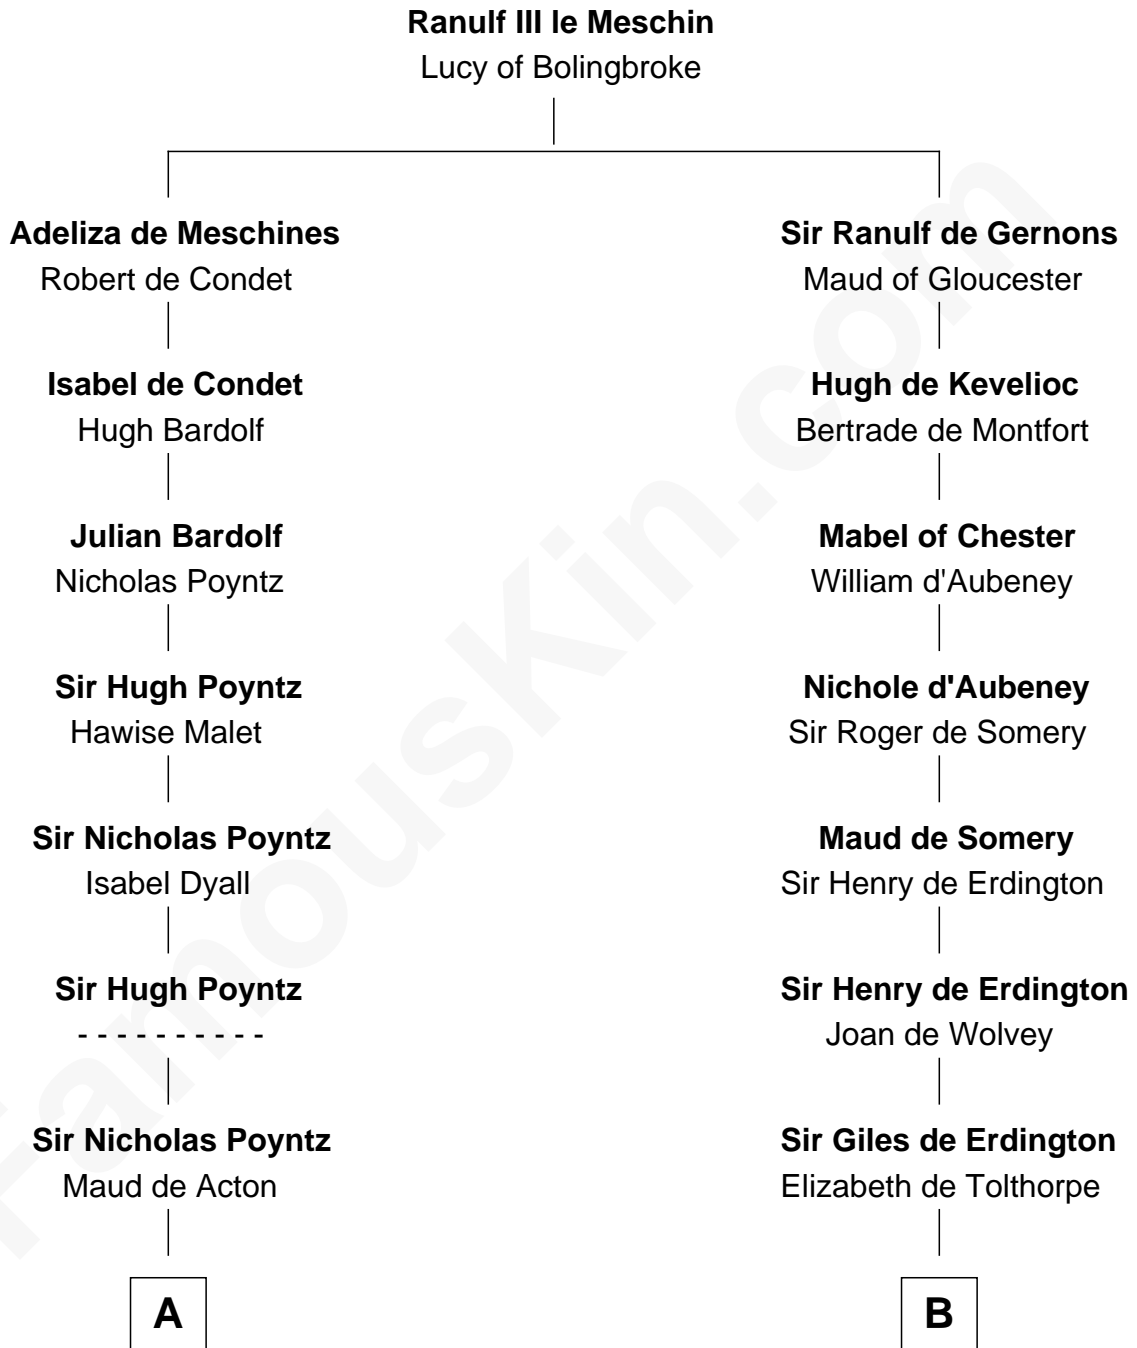 Ranulf III le Meschin
Lucy of Bolingbroke
Adeliza de Meschines
Robert de Condet
Sir Ranulf de Gernons
Maud of Gloucester
Isabel de Condet
Hugh Bardolf
Hugh de Kevelioc
Bertrade de Montfort
Julian Bardolf
Nicholas Poyntz
Mabel of Chester
William d'Aubeney
Sir Hugh Poyntz
Hawise Malet
Nichole d'Aubeney
Sir Roger de Somery
Sir Nicholas Poyntz
Isabel Dyall
Maud de Somery
Sir Henry de Erdington
Sir Hugh Poyntz
- - - - - - - - - -
Sir Henry de Erdington
Joan de Wolvey
Sir Nicholas Poyntz
Maud de Acton
Sir Giles de Erdington
Elizabeth de Tolthorpe
A
B
FamousKin.com